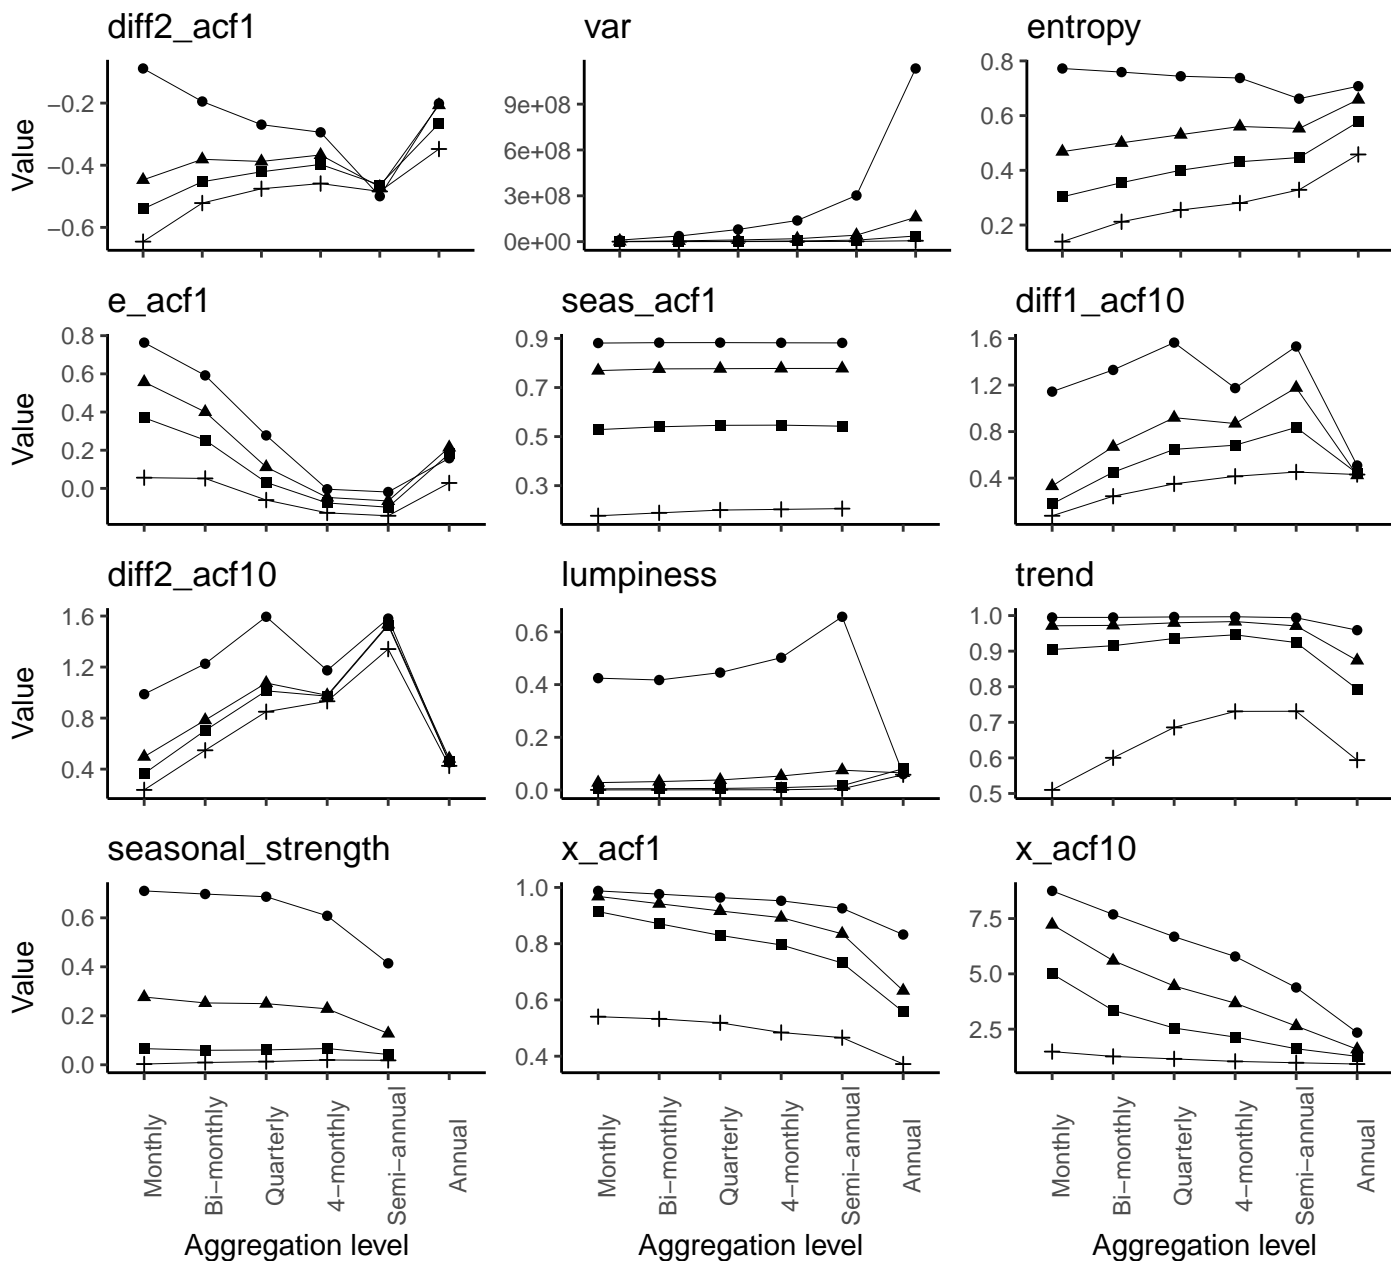 diff2_acf1
var
entropy
Value
−0.2
−0.4
−0.6
9e+08
6e+08
3e+08
0e+00
0.8
0.6
0.4
0.2
e_acf1
seas_acf1
diff1_acf10
Value
0.8
0.6
0.4
0.2
0.0
0.9
0.7
0.5
0.3
1.6
1.2
0.8
0.4
diff2_acf10
lumpiness
trend
Value
1.6
1.2
0.8
0.4
0.6
0.4
0.2
0.0
1.0
0.9
0.8
0.7
0.6
0.5
seasonal_strength
x_acf1
x_acf10
Value
0.6
0.4
0.2
0.0
1.0
0.8
0.6
0.4
7.5
5.0
2.5
Monthly
Bi−monthly
Quarterly
4−monthly
Semi−annual
Annual
Monthly
Bi−monthly
Quarterly
4−monthly
Semi−annual
Annual
Monthly
Bi−monthly
Quarterly
4−monthly
Semi−annual
Annual
Aggregation level
Aggregation level
Aggregation level